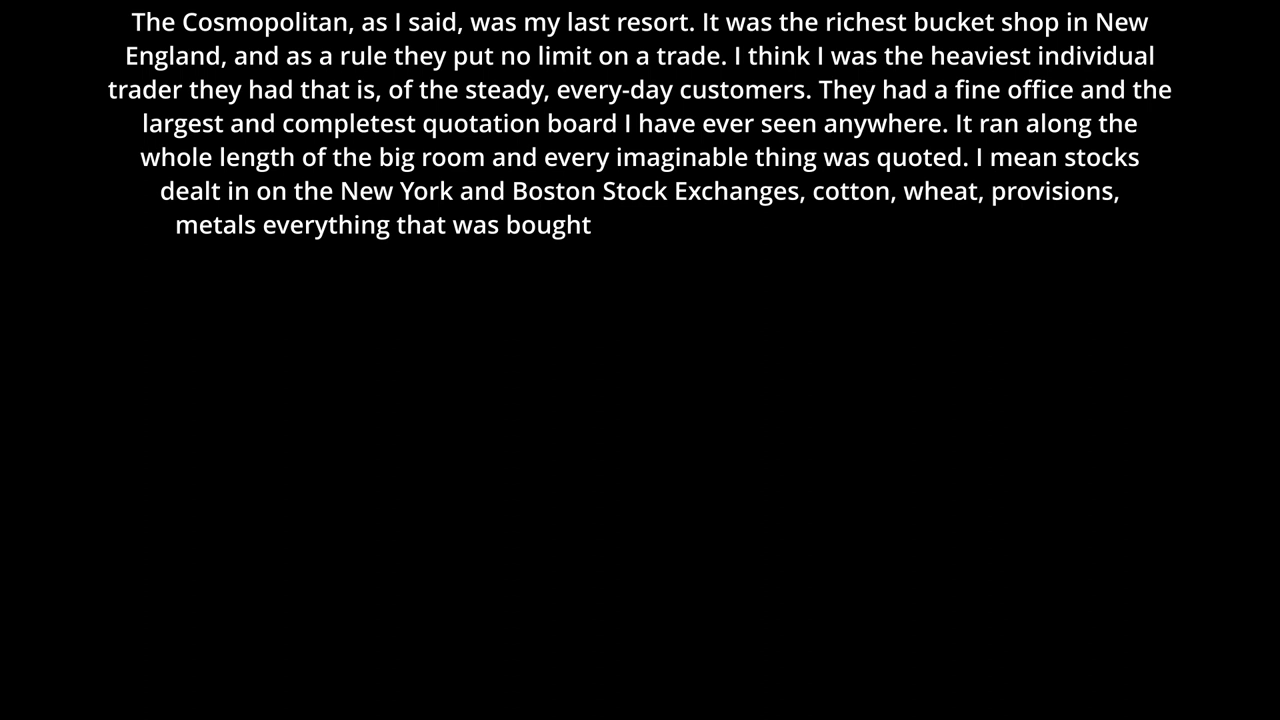 The Cosmopolitan, as I said, was my last resort. It was the richest bucket shop in New
England, and as a rule they put no limit on a trade. I think I was the heaviest individual
trader they had that is, of the steady, every-day customers. They had a fine office and the
largest and completest quotation board I have ever seen anywhere. It ran along the
whole length of the big room and every imaginable thing was quoted. I mean stocks
dealt in on the New York and Boston Stock Exchanges, cotton, wheat, provisions,
metals everything that was bought